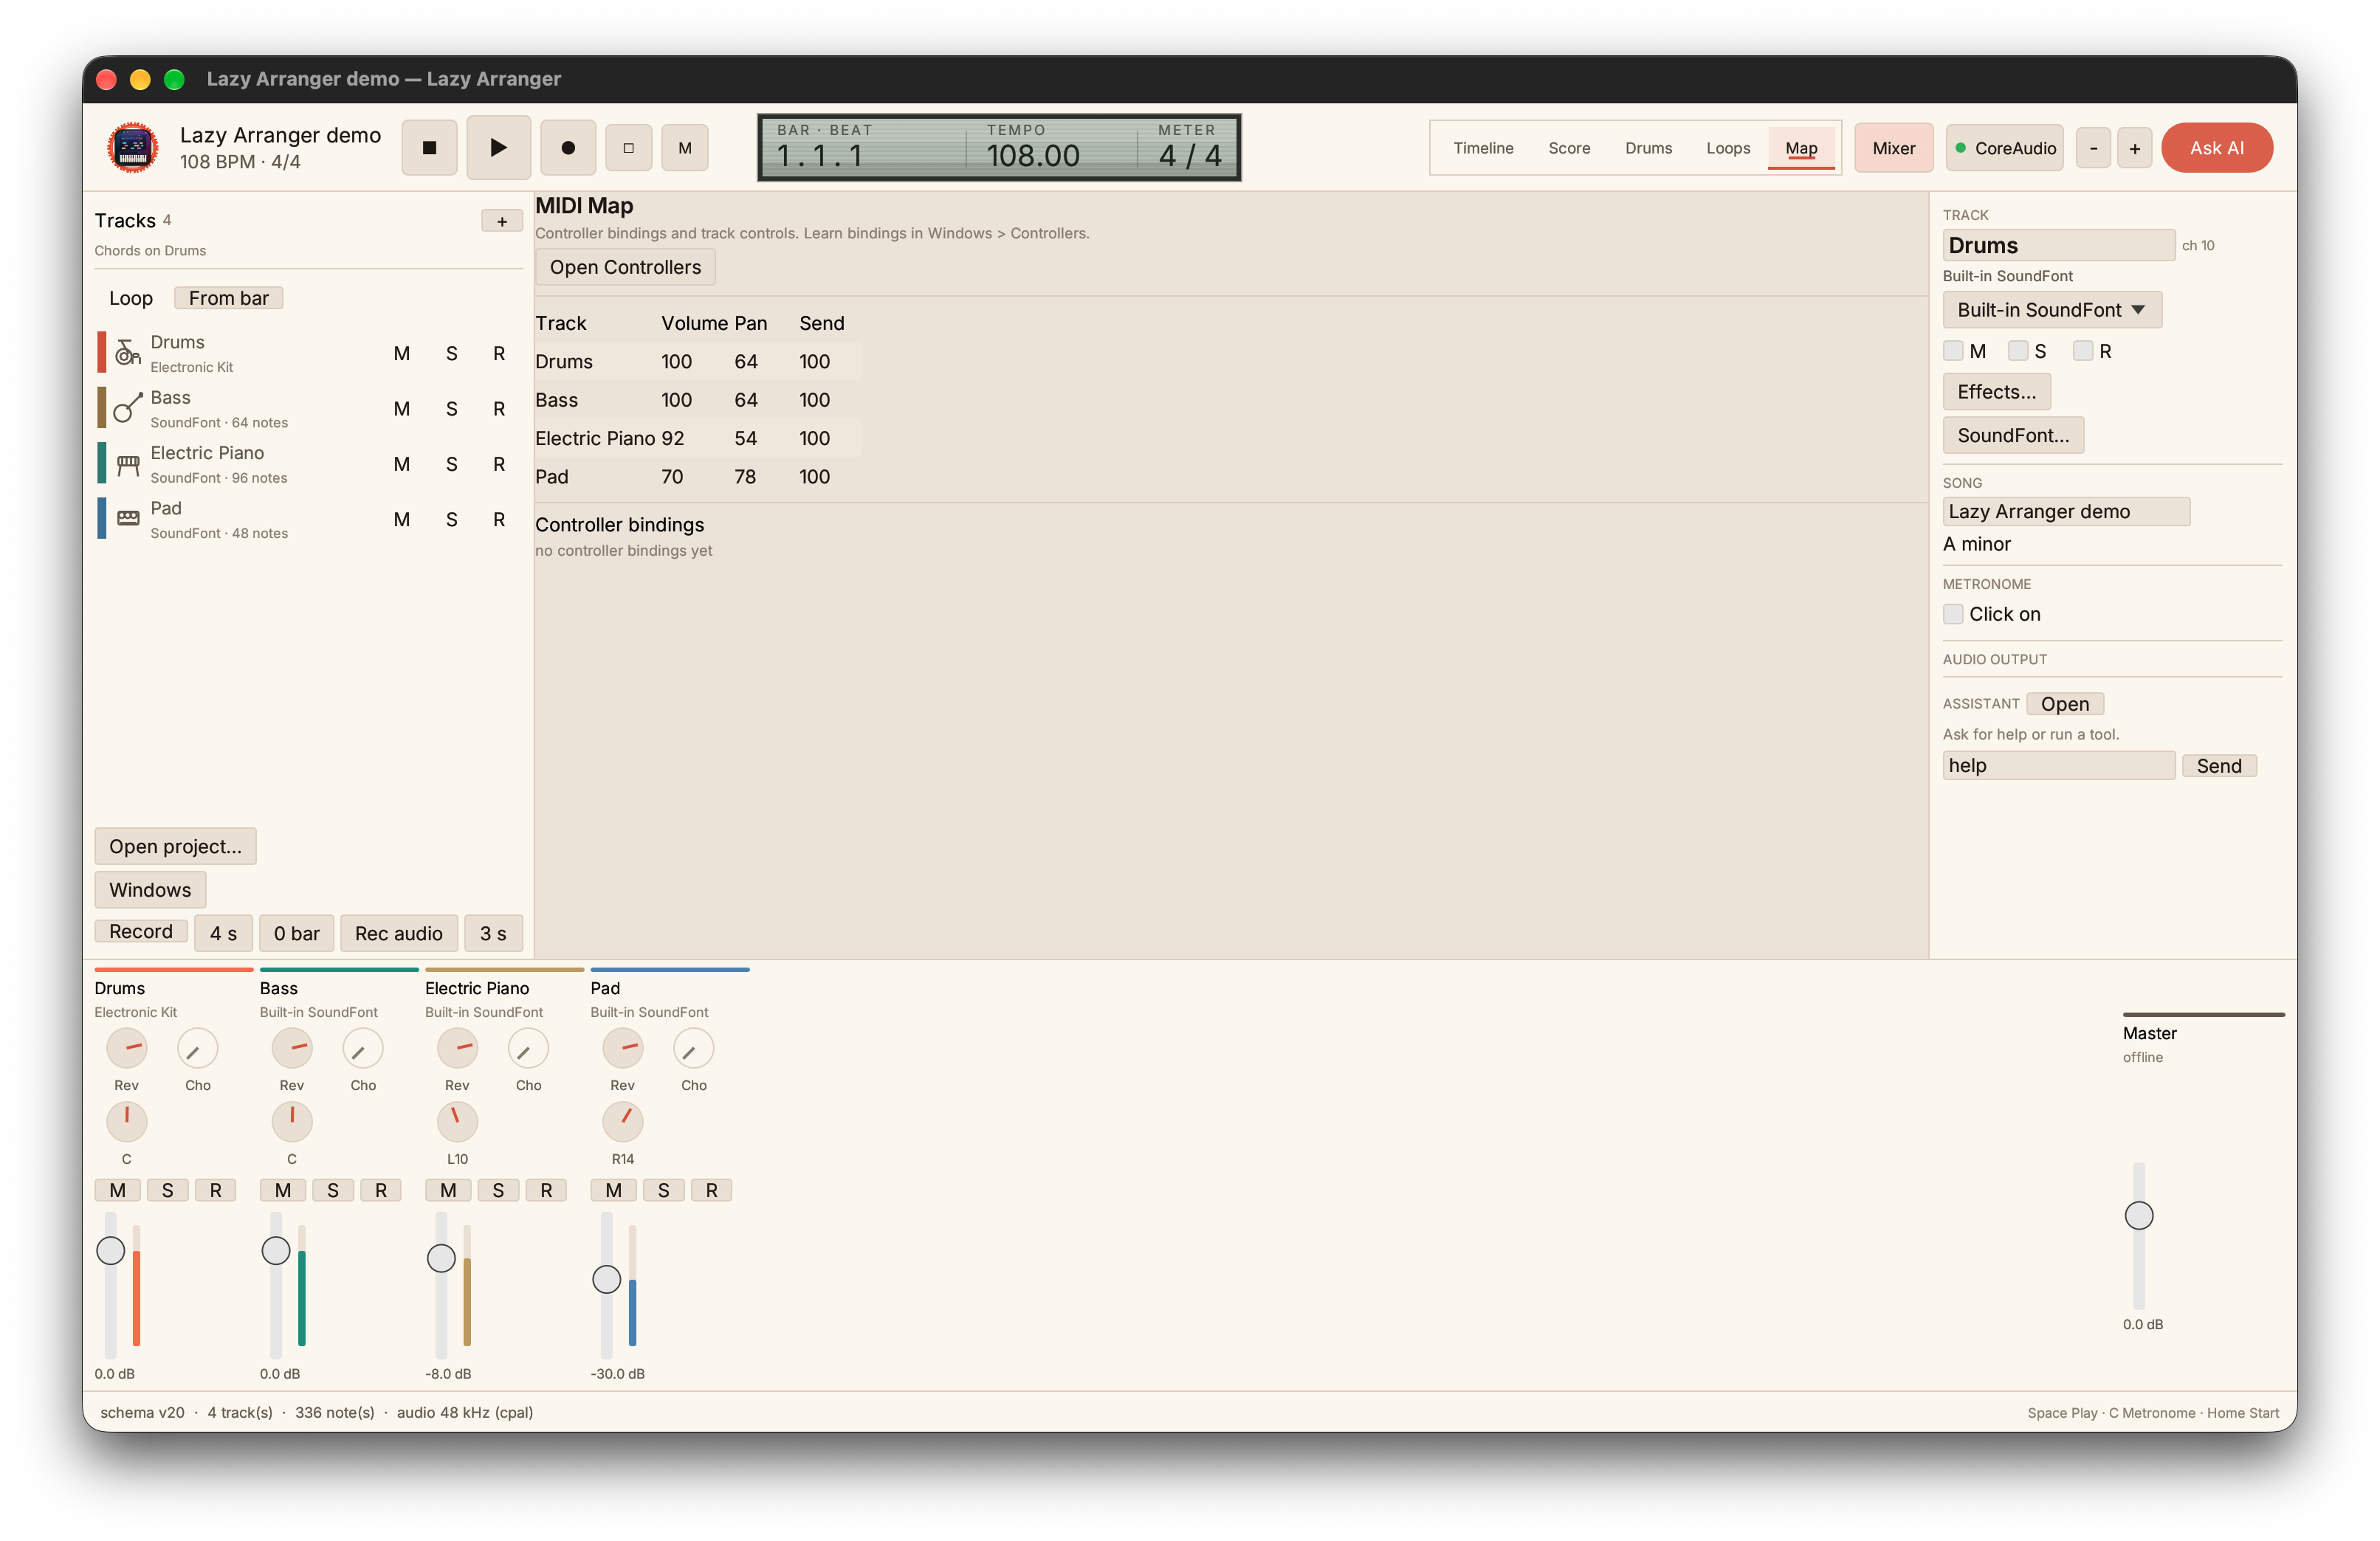 Lazy Arranger demo — Lazy Arranger
Lazy Arranger demo
108 BPM · 4/4
M
BAR · BEAT
1.1.1
TEMPO
108.00
METER
4/4
Timeline
Score
Drums
Loops
Map
Mixer
CoreAudio
-
+
Ask AI
Tracks 4
+
Chords on Drums
Loop
From bar
Drums
Electronic Kit
M S R
Bass
SoundFont · 64 notes
M S R
Electric Piano
SoundFont · 96 notes
M S R
Pad
SoundFont · 48 notes
M S R
Open project...
Windows
Record
4 s
0 bar
Rec audio
3 s
MIDI Map
Controller bindings and track controls. Learn bindings in Windows > Controllers.
Open Controllers
Track Volume Pan Send
Drums 100 64 100
Bass 100 64 100
Electric Piano 92 54 100
Pad 70 78 100
Controller bindings
no controller bindings yet
TRACK
Drums
ch 10
Built-in SoundFont
Built-in SoundFont
M S R
Effects...
SoundFont...
SONG
Lazy Arranger demo
A minor
METRONOME
Click on
AUDIO OUTPUT
ASSISTANT
Open
Ask for help or run a tool.
help
Send
Drums
Electronic Kit
Rev Cho
C
M S R
0.0 dB
Bass
Built-in SoundFont
Rev Cho
C
M S R
0.0 dB
Electric Piano
Built-in SoundFont
Rev Cho
L10
M S R
-8.0 dB
Pad
Built-in SoundFont
Rev Cho
R14
M S R
-30.0 dB
Master
offline
0.0 dB
schema v20 · 4 track(s) · 336 note(s) · audio 48 kHz (cpal)
Space Play · C Metronome · Home Start